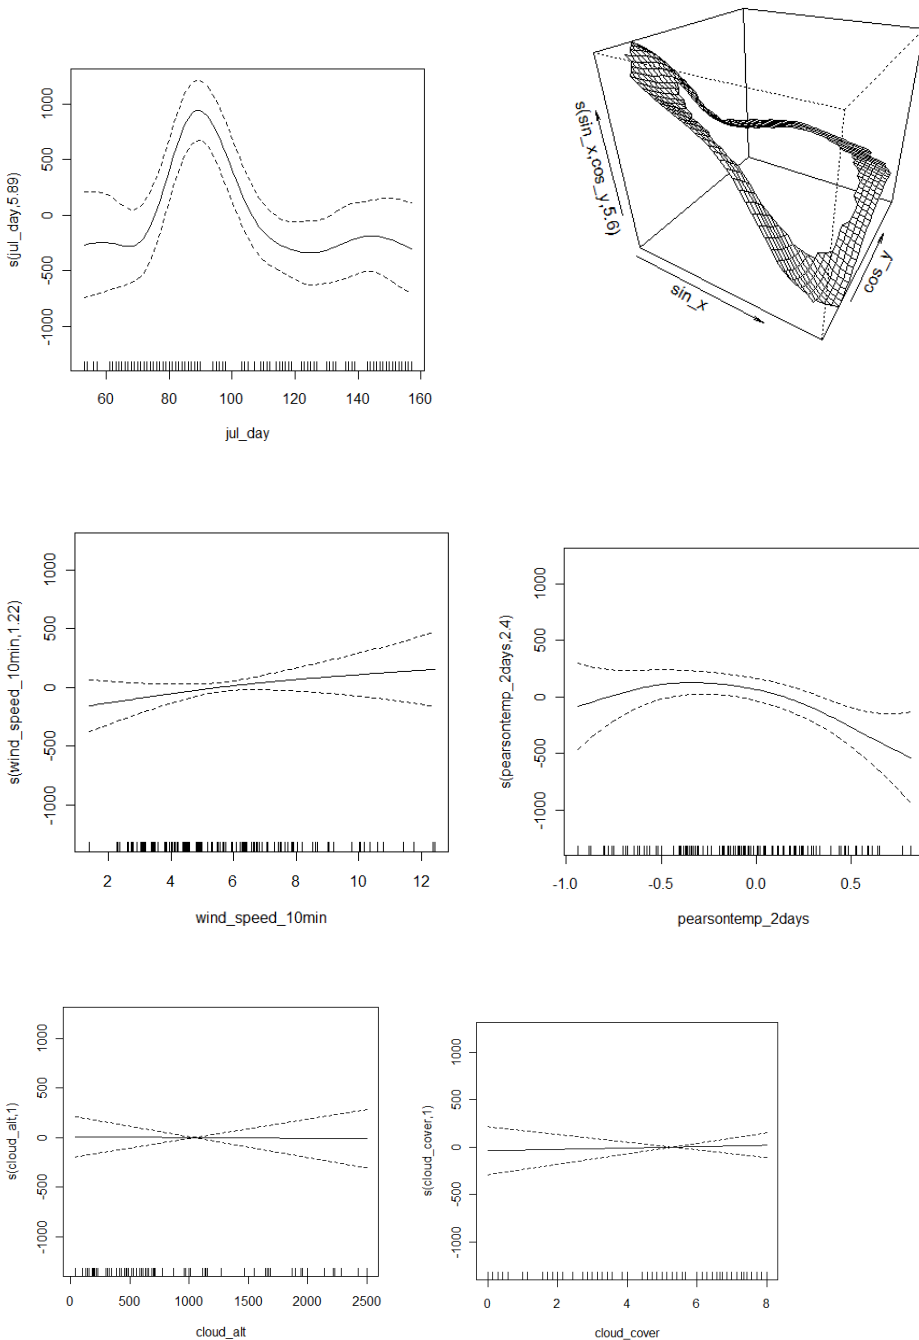 s(jul_day,5.89)
-1000 -500 0 500 1000
60 80 100 120 140 160
jul_day
s(sin_x,cos_y,5.6)
sin_x
cos_y
s(wind_speed_10min,1.22)
-1000 -500 0 500 1000
2 4 6 8 10 12
wind_speed_10min
s(pearsontemp_2days,2.4)
-1000 -500 0 500 1000
-1.0 -0.5 0.0 0.5
pearsontemp_2days
s(cloud_alt,1)
-1000 -500 0 500 1000
0 500 1000 1500 2000 2500
cloud_alt
s(cloud_cover,1)
-1000 -500 0 500 1000
0 2 4 6 8
cloud_cover